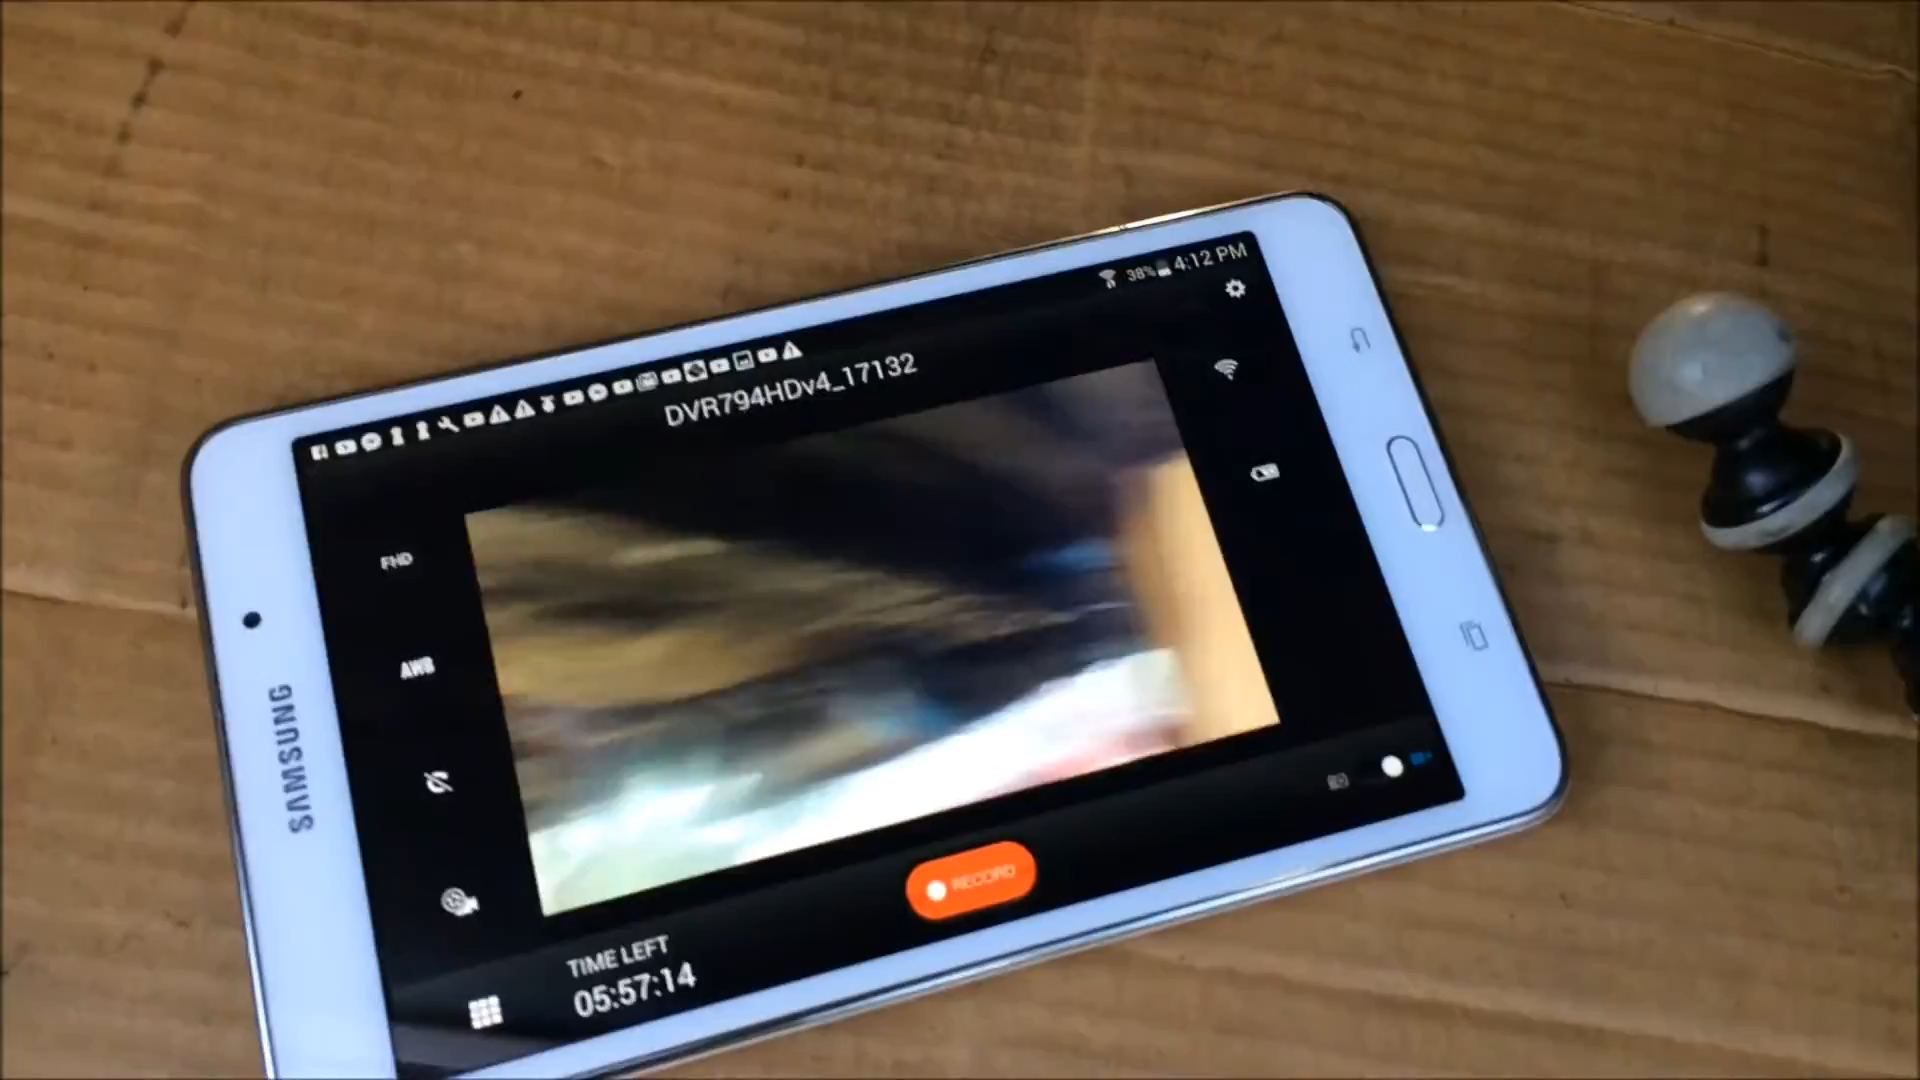 38% 4:12 PM
DVR794HDv4_17132
FHD
AWB
SAMSUNG
RECORD
TIME LEFT
05:57:14